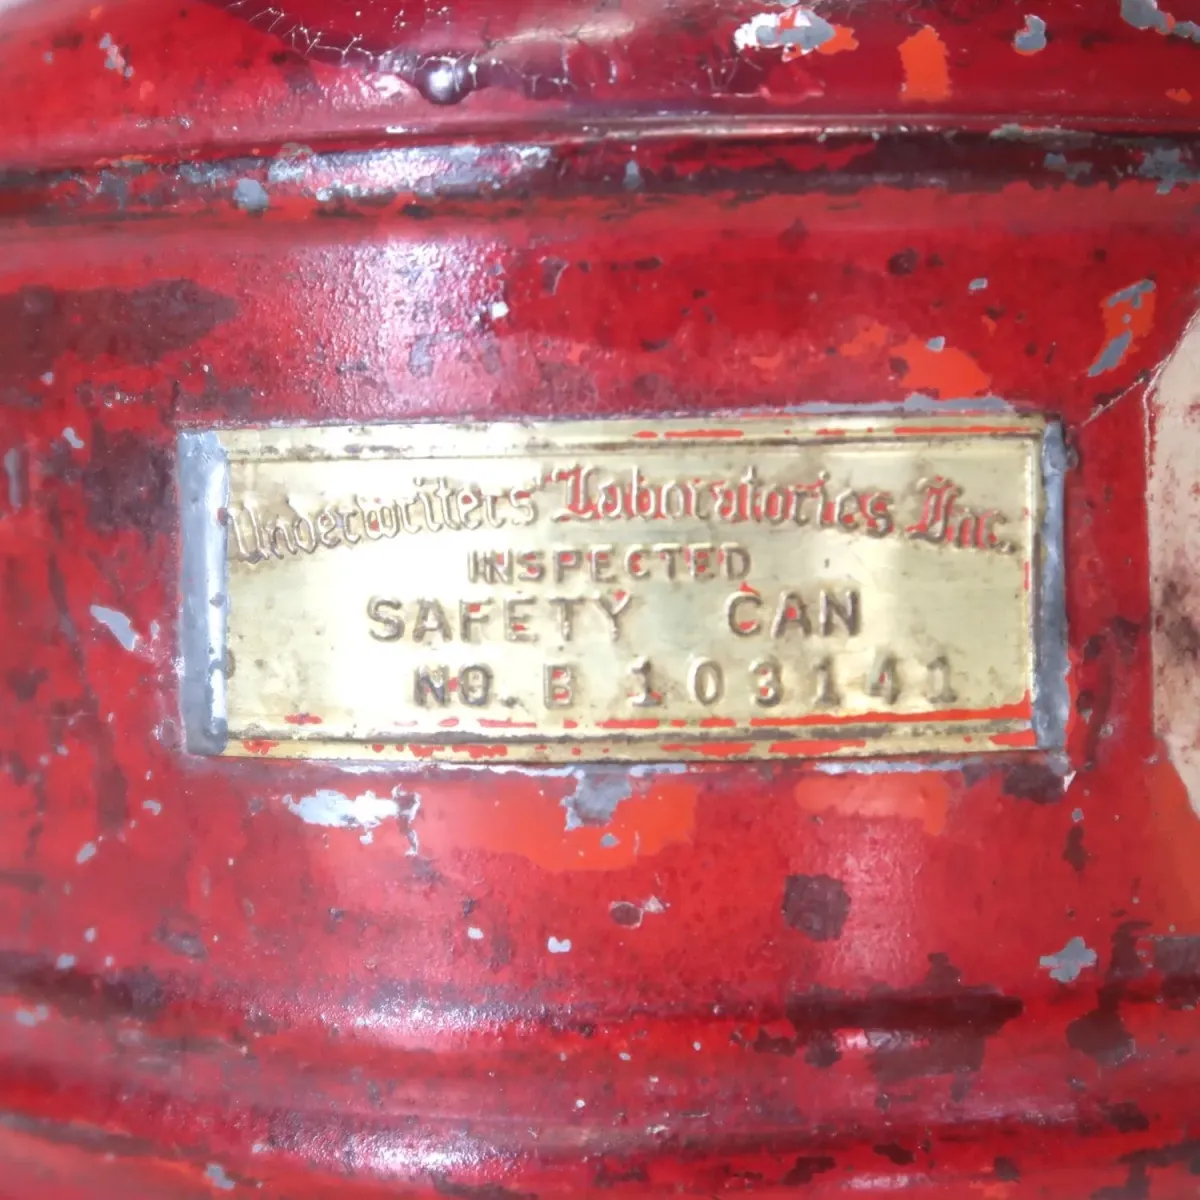 Underwriters' Laboratories Inc.
INSPECTED
SAFETY CAN
NO. B 103141